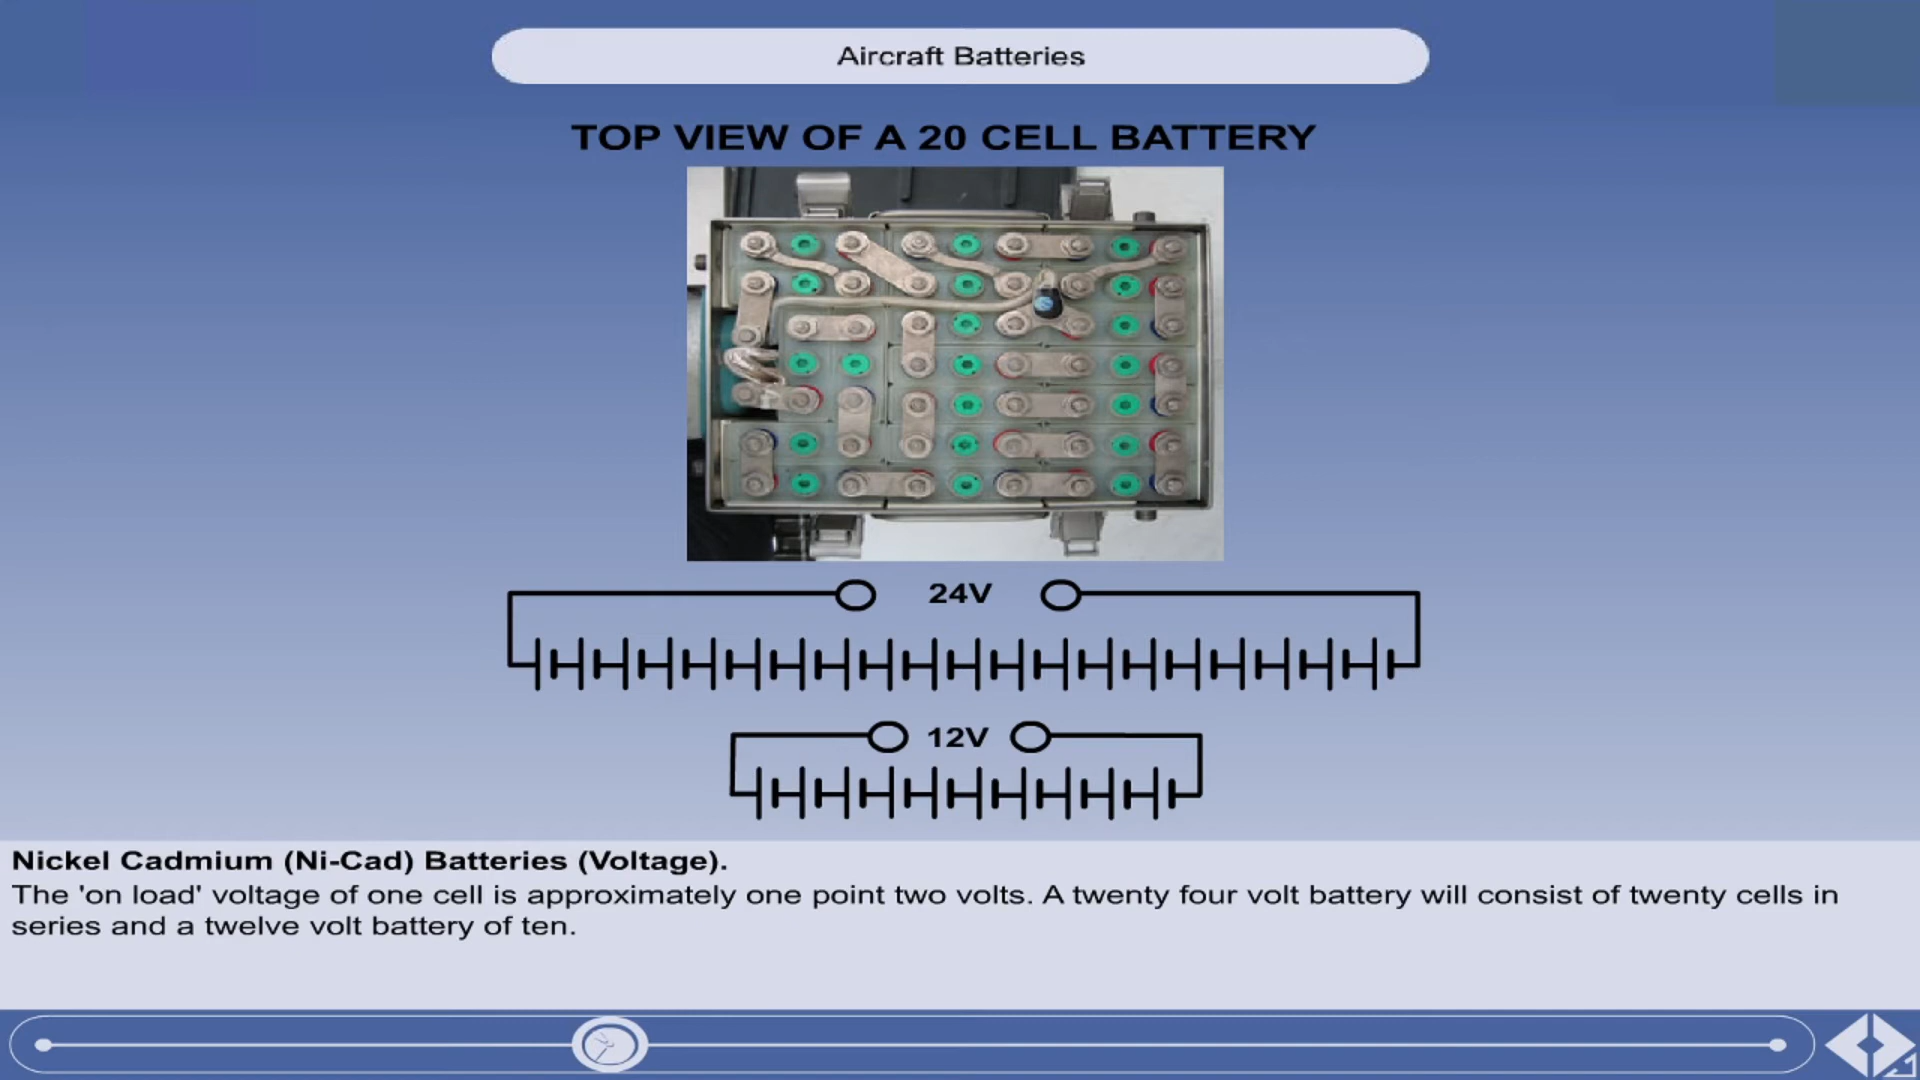 Aircraft Batteries
TOP VIEW OF A 20 CELL BATTERY
24V
12V
Nickel Cadmium (Ni-Cad) Batteries (Voltage).
The 'on load' voltage of one cell is approximately one point two volts. A twenty four volt battery will consist of twenty cells in
series and a twelve volt battery of ten.